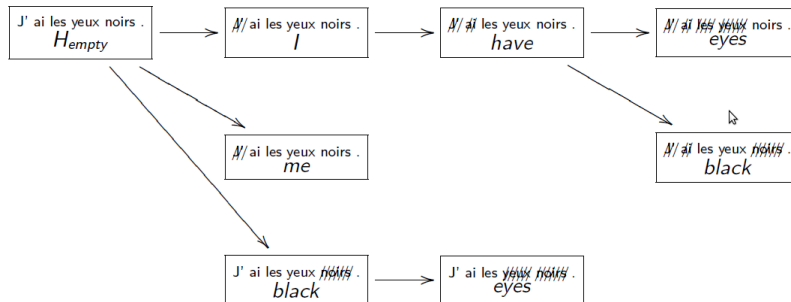 J' ai les yeux noirs .
H_empty
J' ai les yeux noirs .
I
J' ai les yeux noirs .
have
J' ai les yeux noirs .
eyes
J' ai les yeux noirs .
me
J' ai les yeux noirs .
black
J' ai les yeux noirs .
black
J' ai les yeux noirs .
eyes